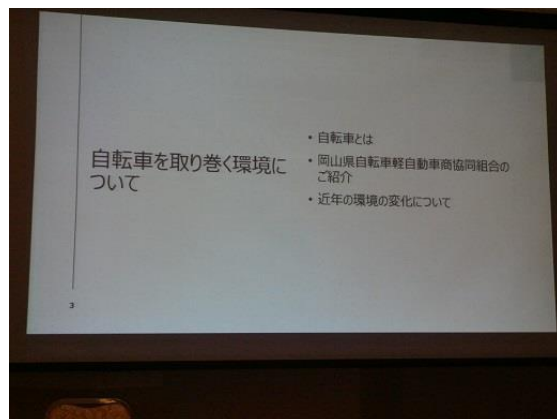 自転車を取り巻く環境に
ついて
• 自転車とは
• 岡山県自転車軽自動車商協同組合の
ご紹介
• 近年の環境の変化について
3